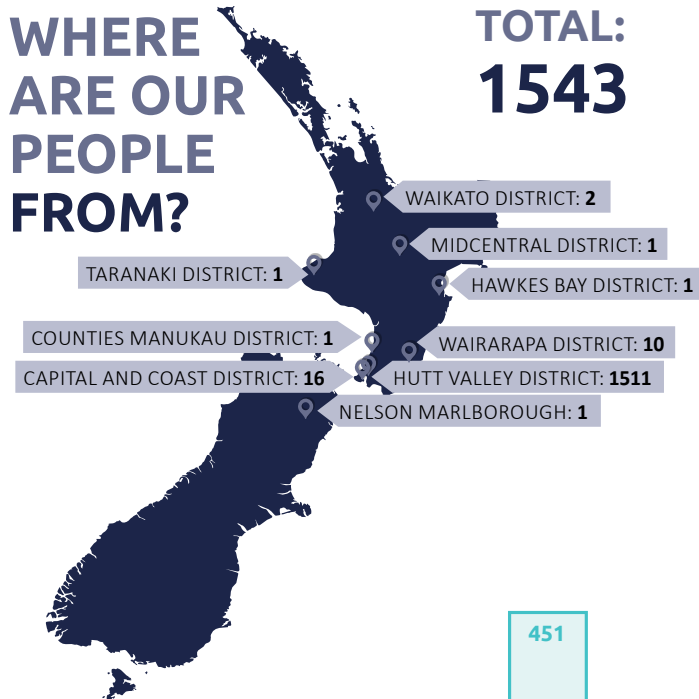 WHERE
ARE OUR
PEOPLE
FROM?
TOTAL:
1543
WAIKATO DISTRICT: 2
MIDCENTRAL DISTRICT: 1
TARANAKI DISTRICT: 1
HAWKES BAY DISTRICT: 1
COUNTIES MANUKAU DISTRICT: 1
WAIRARAPA DISTRICT: 10
CAPITAL AND COAST DISTRICT: 16
HUTT VALLEY DISTRICT: 1511
NELSON MARLBOROUGH: 1
451